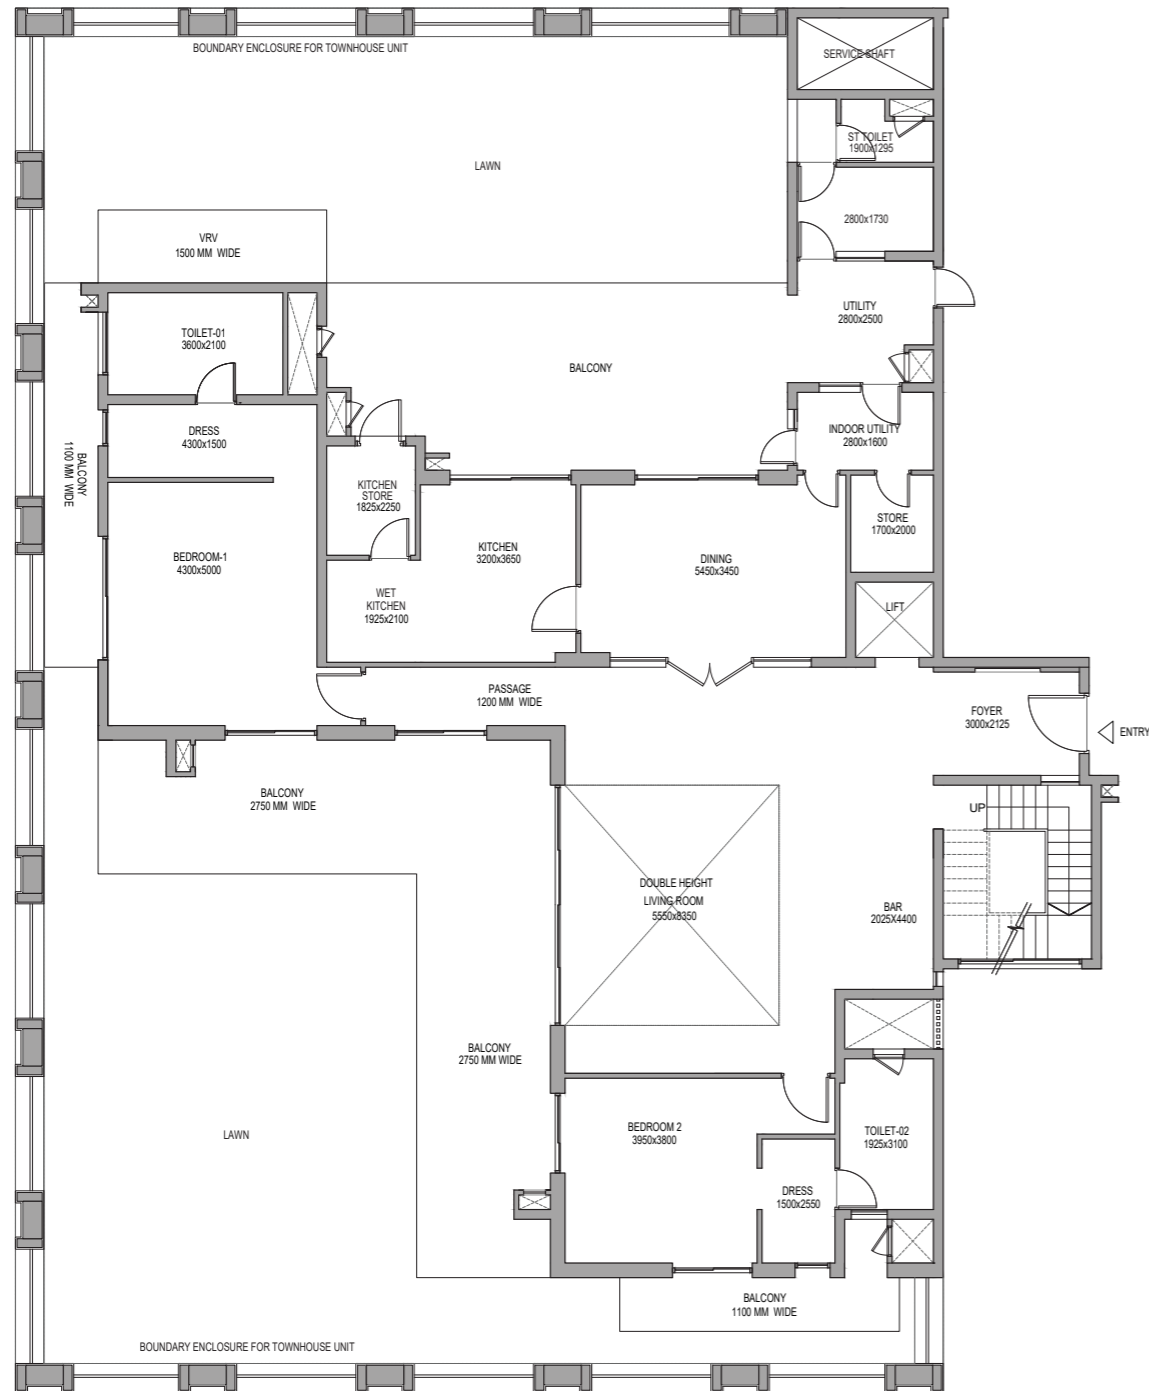 BOUNDARY ENCLOSURE FOR TOWNHOUSE UNIT
SERVICE SHAFT
ST TOILET
1900x1295
LAWN
2800x1730
VRV
1500 MM WIDE
UTILITY
2800x2500
TOILET-01
3600x2100
BALCONY
DRESS
4300x1500
INDOOR UTILITY
2800x1600
BALCONY
1100 MM WIDE
KITCHEN
STORE
1825x2250
STORE
1700x2000
BEDROOM-1
4300x5000
KITCHEN
3200x3650
DINING
5450x3450
WET
KITCHEN
1925x2100
LIFT
PASSAGE
1200 MM WIDE
FOYER
3000x2125
ENTRY
BALCONY
2750 MM WIDE
UP
DOUBLE HEIGHT
LIVING ROOM
5550x8350
BAR
2025X4400
BALCONY
2750 MM WIDE
LAWN
BEDROOM 2
3950x3800
TOILET-02
1925x3100
DRESS
1500x2550
BALCONY
1100 MM WIDE
BOUNDARY ENCLOSURE FOR TOWNHOUSE UNIT